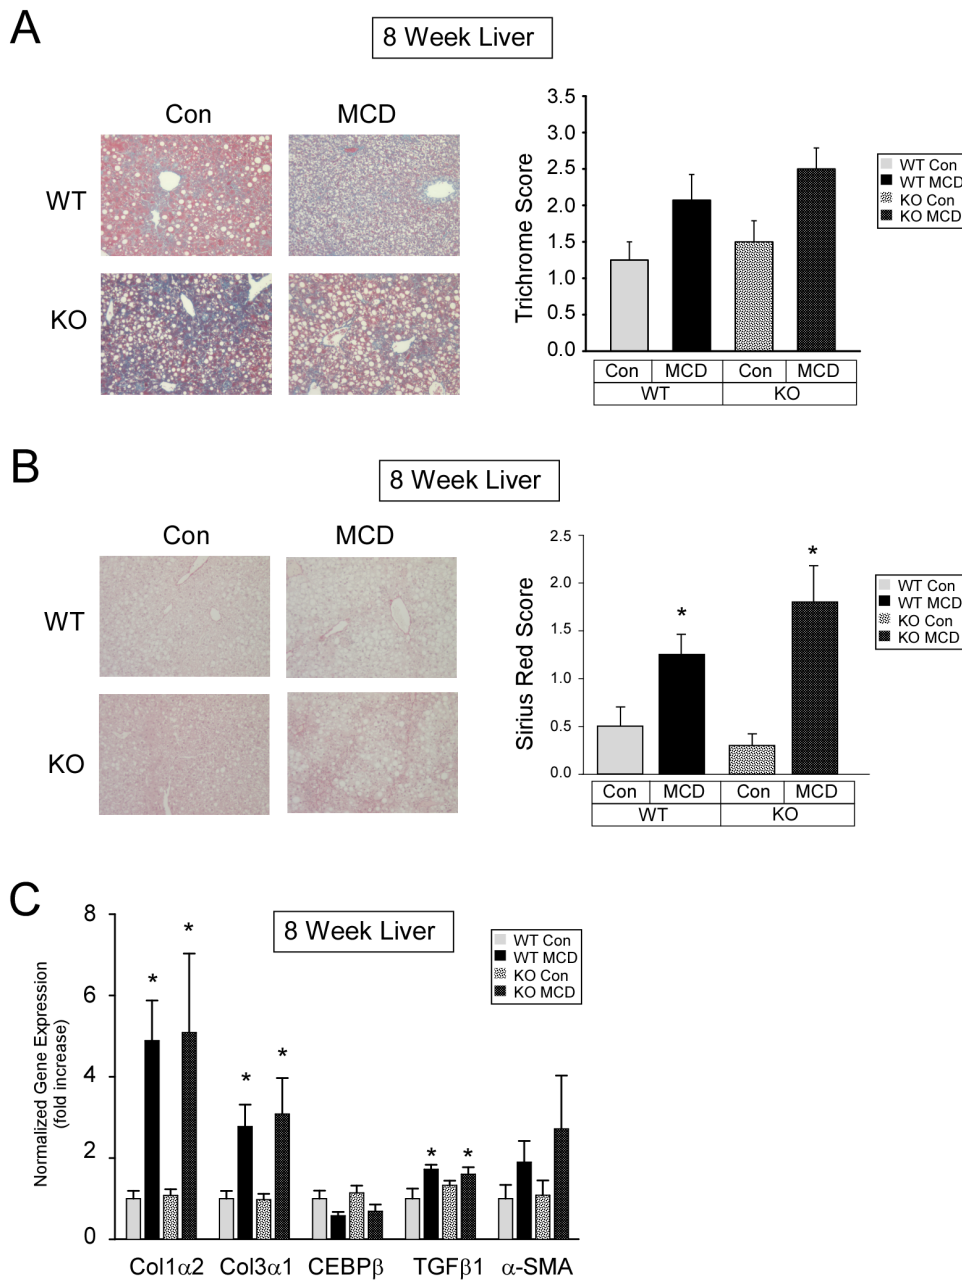 A
8 Week Liver
Con MCD
WT
KO
Trichrome Score
3.5
3.0
2.5
2.0
1.5
1.0
0.5
0.0
Con MCD Con MCD
WT KO
WT Con
WT MCD
KO Con
KO MCD
B
8 Week Liver
Con MCD
WT
KO
Sirius Red Score
2.5
2.0
1.5
1.0
0.5
0.0
* *
Con MCD Con MCD
WT KO
WT Con
WT MCD
KO Con
KO MCD
C
8 Week Liver
Normalized Gene Expression
(fold increase)
8
6
4
2
0
* * * * * *
Col1α2 Col3α1 CEBPβ TGFβ1 α-SMA
WT Con
WT MCD
KO Con
KO MCD